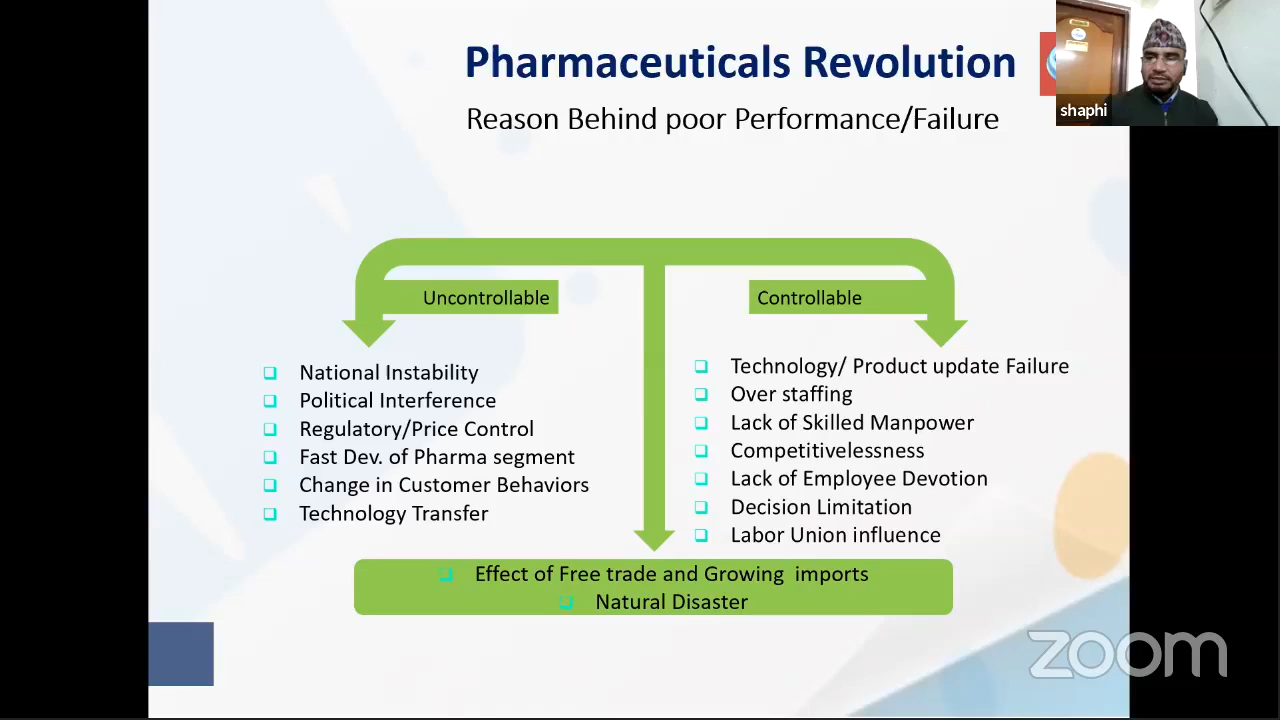 Pharmaceuticals Revolution
Reason Behind poor Performance/Failure
shaphi
Uncontrollable
National Instability
Political Interference
Regulatory/Price Control
Fast Dev. of Pharma segment
Change in Customer Behaviors
Technology Transfer
Controllable
Technology/ Product update Failure
Over staffing
Lack of Skilled Manpower
Competitivelessness
Lack of Employee Devotion
Decision Limitation
Labor Union influence
Effect of Free trade and Growing imports
Natural Disaster
zoom